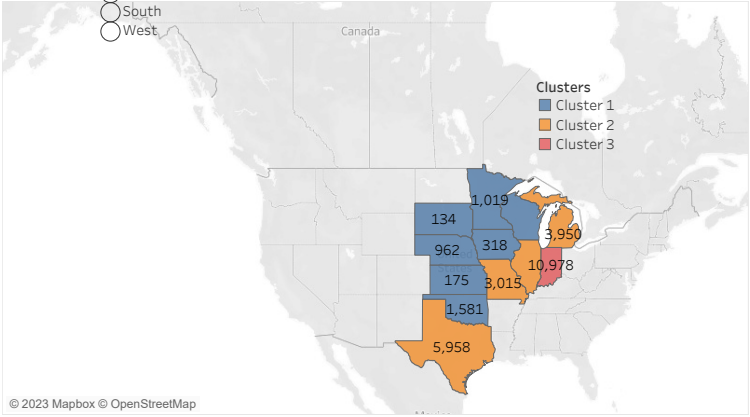 South
West
Canada
Clusters
Cluster 1
Cluster 2
Cluster 3
1,019
134
3,950
318
962
10,978
175
3,015
1,581
5,958
© 2023 Mapbox © OpenStreetMap